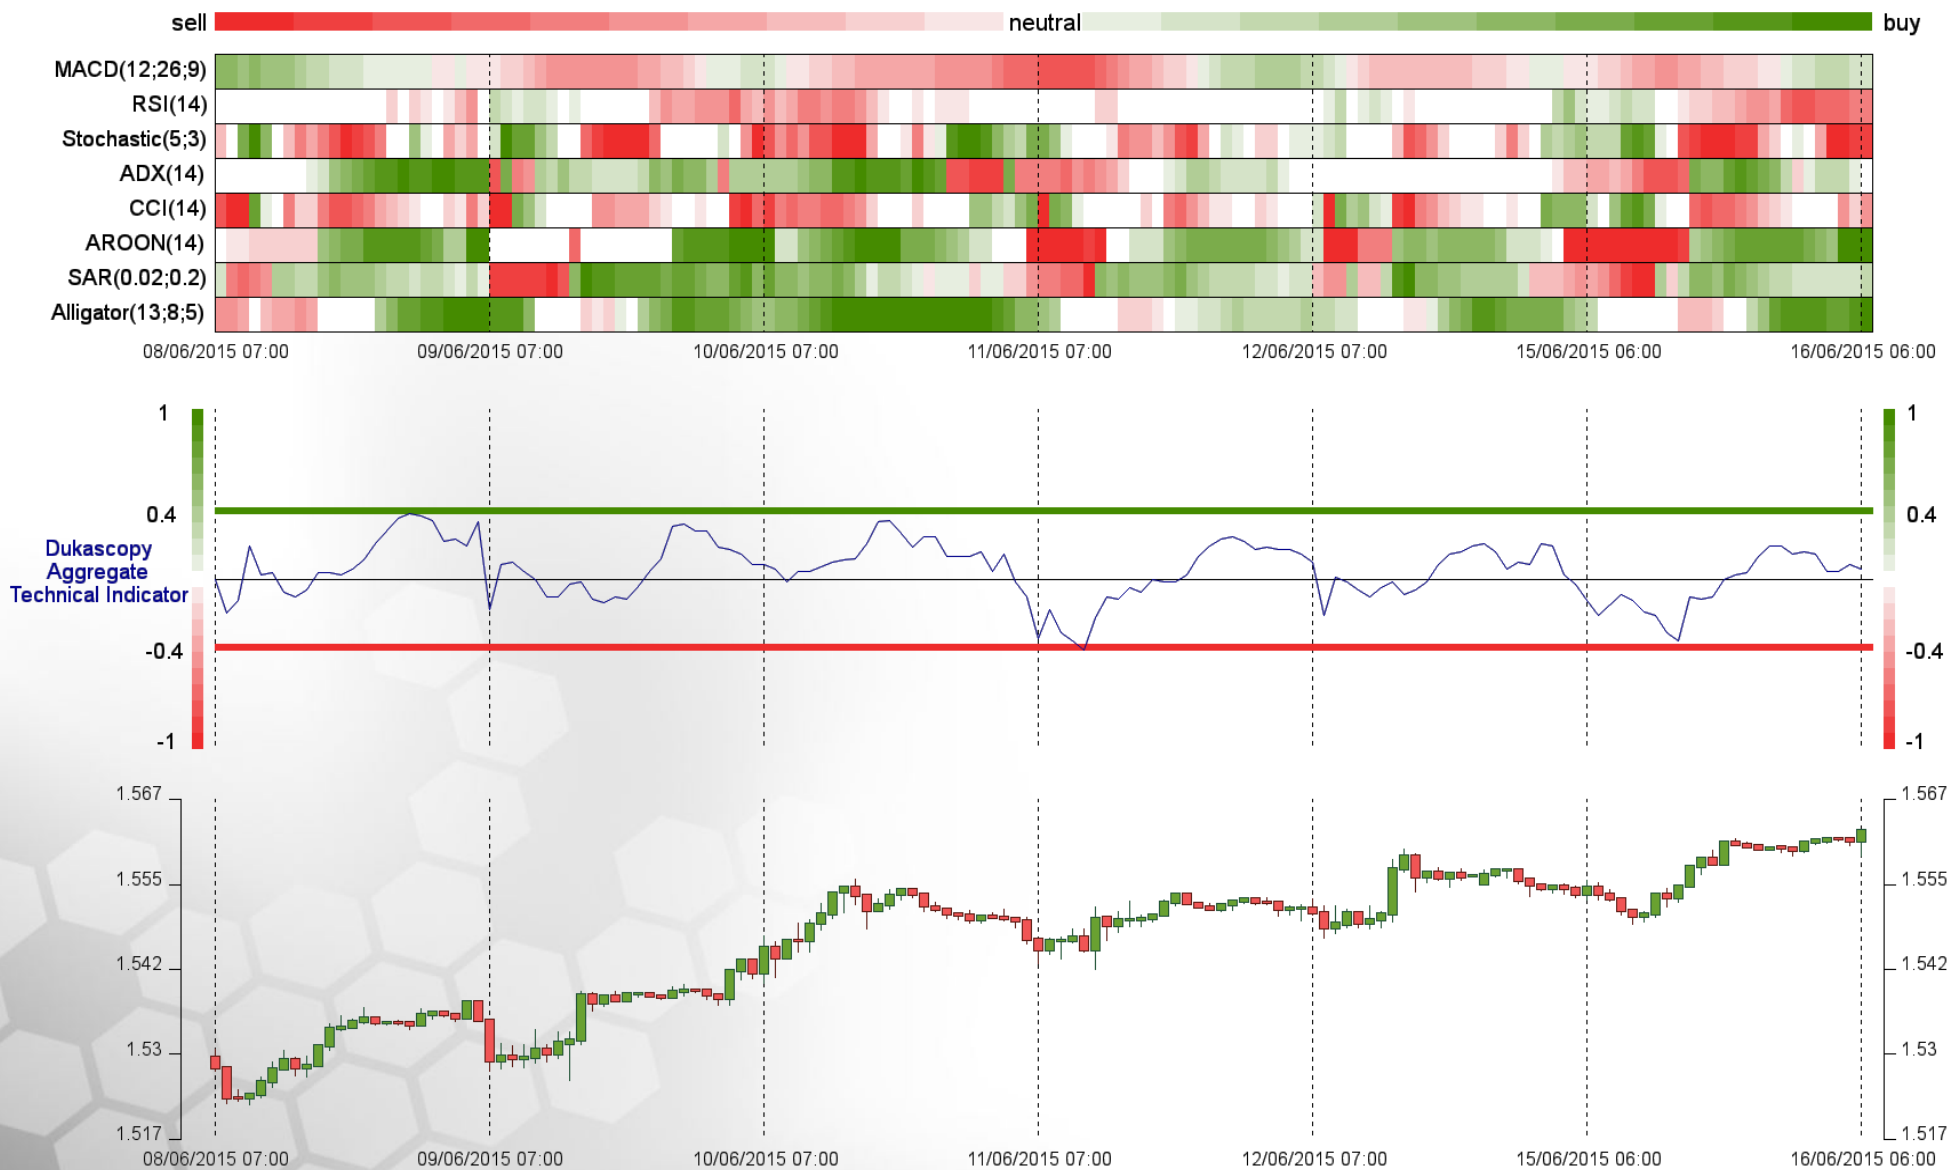 sell neutral buy
MACD(12;26;9)
RSI(14)
Stochastic(5;3)
ADX(14)
CCI(14)
AROON(14)
SAR(0.02;0.2)
Alligator(13;8;5)
08/06/2015 07:00 09/06/2015 07:00 10/06/2015 07:00 11/06/2015 07:00 12/06/2015 07:00 15/06/2015 06:00 16/06/2015 06:00
1 1
0.4 0.4
Dukascopy
Aggregate
Technical Indicator
-0.4 -0.4
-1 -1
1.567 1.567
1.555 1.555
1.542 1.542
1.53 1.53
1.517 1.517
08/06/2015 07:00 09/06/2015 07:00 10/06/2015 07:00 11/06/2015 07:00 12/06/2015 07:00 15/06/2015 06:00 16/06/2015 06:00